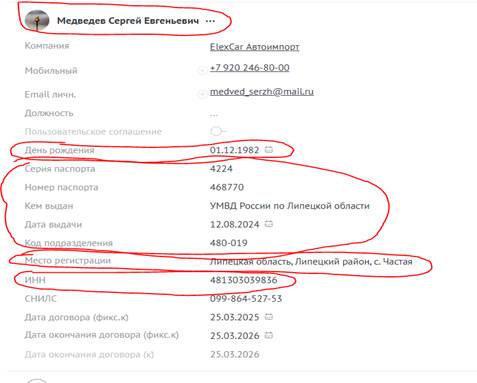 Медведев Сергей Евгеньевич ...
Компания ElexCar Автоимпорт
Мобильный +7 920 246-80-00
Email личн. medved_serzh@mail.ru
Должность ...
Пользовательское соглашение
День рождения 01.12.1982
Серия паспорта 4224
Номер паспорта 468770
Кем выдан УМВД России по Липецкой области
Дата выдачи 12.08.2024
Код подразделения 480-019
Место регистрации Липецкая область, Липецкий район, с. Частая
ИНН 481303039836
СНИЛС 099-864-527-53
Дата договора (фикс.к) 25.03.2025
Дата окончания договора (фикс.к) 25.03.2026
Дата окончания договора (к) 25.03.2026